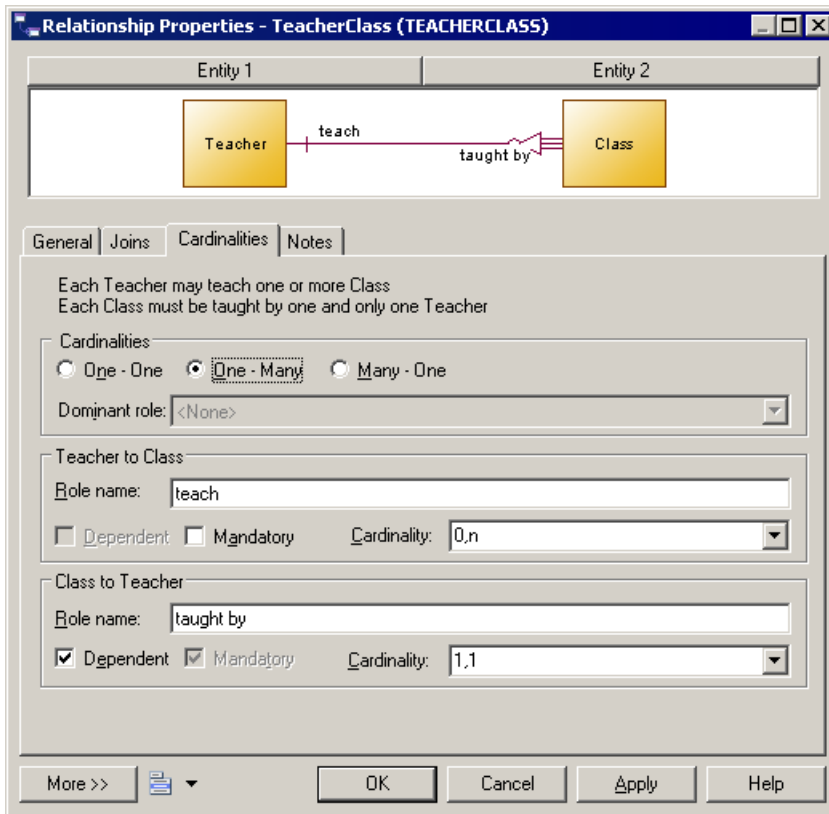 Relationship Properties - TeacherClass (TEACHERCLASS)
Entity 1 Entity 2
teach
Teacher Class
taught by
General Joins Cardinalities Notes
Each Teacher may teach one or more Class
Each Class must be taught by one and only one Teacher
Cardinalities
One - One One - Many Many - One
Dominant role: <None>
Teacher to Class
Role name: teach
Dependent Mandatory Cardinality: 0,n
Class to Teacher
Role name: taught by
Dependent Mandatory Cardinality: 1,1
More >> OK Cancel Apply Help